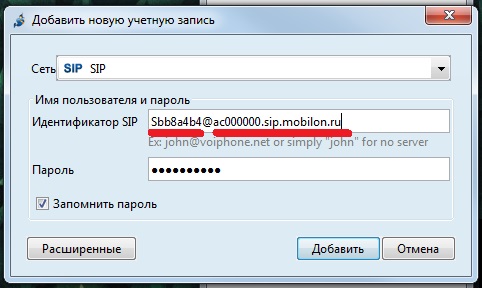 Добавить новую учетную запись
Сеть SIP SIP
Имя пользователя и пароль
Идентификатор SIP Sbb8a4b4@ac000000.sip.mobilon.ru
Ex: john@voiphone.net or simply "john" for no server
Пароль ●●●●●●●●●●
Запомнить пароль
Расширенные Добавить Отмена